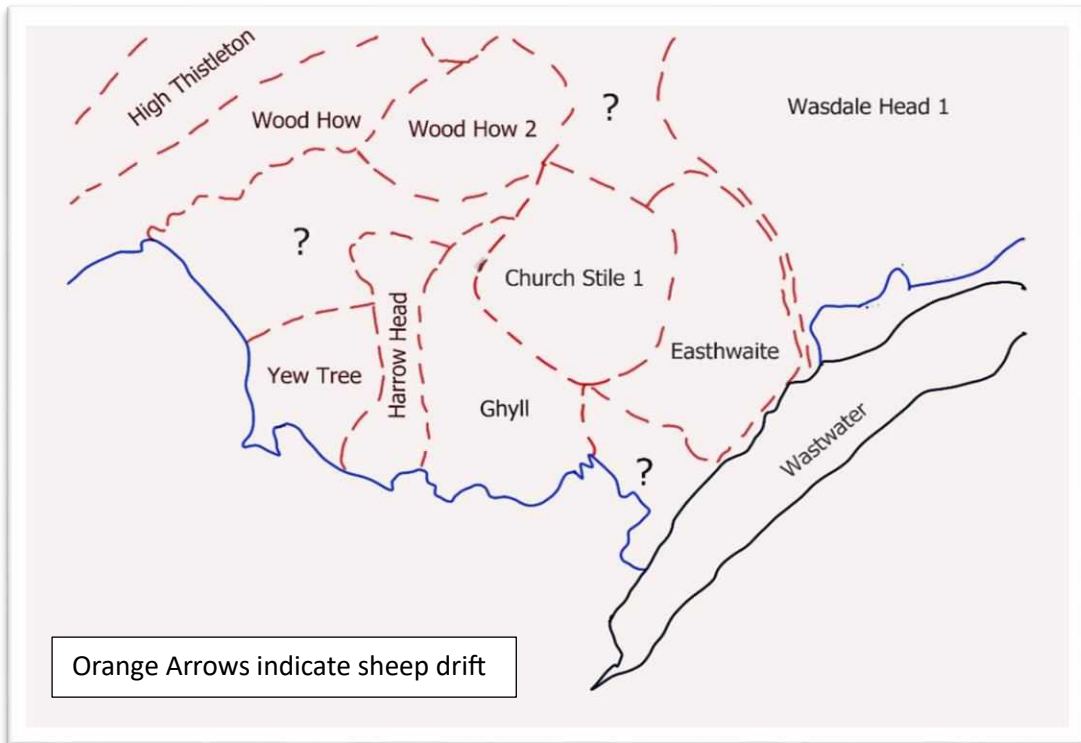 High Thistleton
Wood How
Wood How 2
?
Wasdale Head 1
?
Church Stile 1
Harrow Head
Easthwaite
Yew Tree
Ghyll
?
Wastwater
Orange Arrows indicate sheep drift